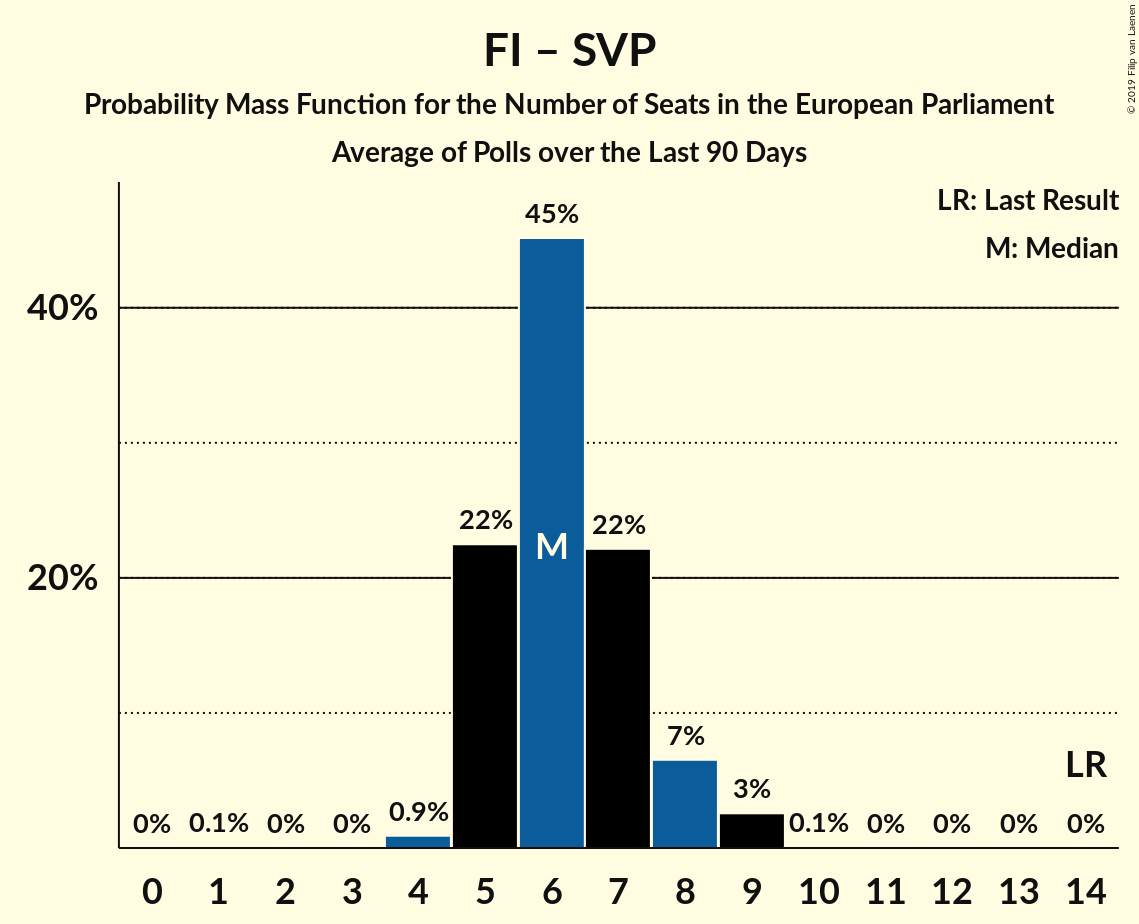 FI – SVP
Probability Mass Function for the Number of Seats in the European Parliament
Average of Polls over the Last 90 Days
© 2019 Filip van Laenen
LR: Last Result
M: Median
45%
40%
22%
22%
M
20%
7%
LR
3%
0%
0.1%
0%
0%
0.9%
0.1%
0%
0%
0%
0%
0 1 2 3 4 5 6 7 8 9 10 11 12 13 14